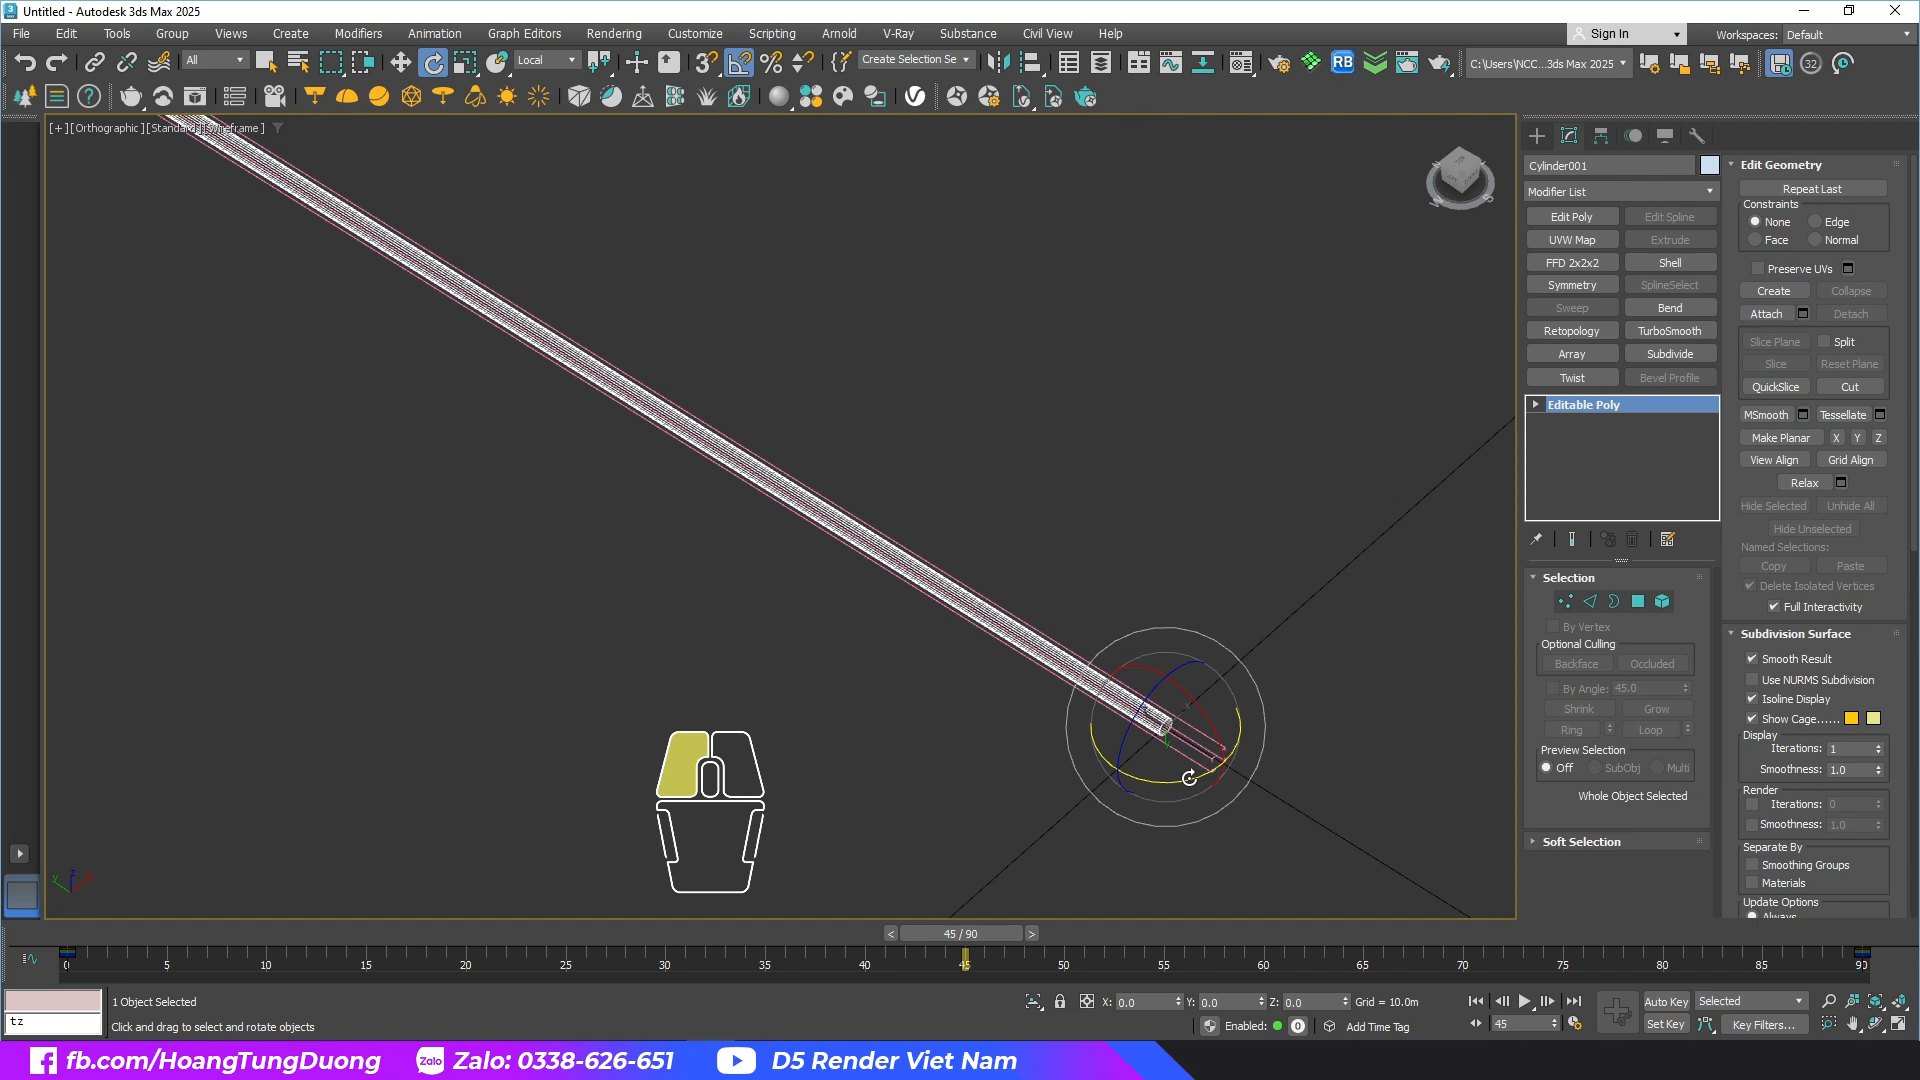 Untitled - Autodesk 3ds Max 2025
File Edit Tools Group Views Create Modifiers Animation Graph Editors Rendering Customize Scripting Arnold V-Ray Substance Civil View Help
Sign In
Workspaces: Default
All
Local
Create Selection Se
C:\Users\NCC...3ds Max 2025
RB
32
[+][Orthographic][Standard][Wireframe]
Cylinder001
Modifier List
Edit Poly
Edit Spline
UVW Map
Extrude
FFD 2x2x2
Shell
Symmetry
SplineSelect
Sweep
Bend
Retopology
TurboSmooth
Array
Subdivide
Twist
Bevel Profile
Editable Poly
Selection
By Vertex
Optional Culling
Backface
Occluded
By Angle: 45.0
Shrink
Grow
Ring
Loop
Preview Selection
Off
SubObj
Multi
Whole Object Selected
Soft Selection
Edit Geometry
Repeat Last
Constraints
None
Edge
Face
Normal
Preserve UVs
Create
Collapse
Attach
Detach
Slice Plane
Split
Slice
Reset Plane
QuickSlice
Cut
MSmooth
Tessellate
Make Planar
X
Y
Z
View Align
Grid Align
Relax
Hide Selected
Unhide All
Hide Unselected
Named Selections:
Copy
Paste
Delete Isolated Vertices
Full Interactivity
Subdivision Surface
Smooth Result
Use NURMS Subdivision
Isoline Display
Show Cage......
Display
Iterations: 1
Smoothness: 1.0
Render
Iterations: 0
Smoothness: 1.0
Separate By
Smoothing Groups
Materials
Update Options
Always
45 / 90
0 5 10 15 20 25 30 35 40 45 50 55 60 65 70 75 80 85 90
tz
1 Object Selected
Click and drag to select and rotate objects
X: 0.0
Y: 0.0
Z: 0.0
Grid = 10.0m
Enabled:
0
Add Time Tag
45
Auto Key
Selected
Set Key
Key Filters...
fb.com/HoangTungDuong
Zalo
Zalo: 0338-626-651
D5 Render Viet Nam